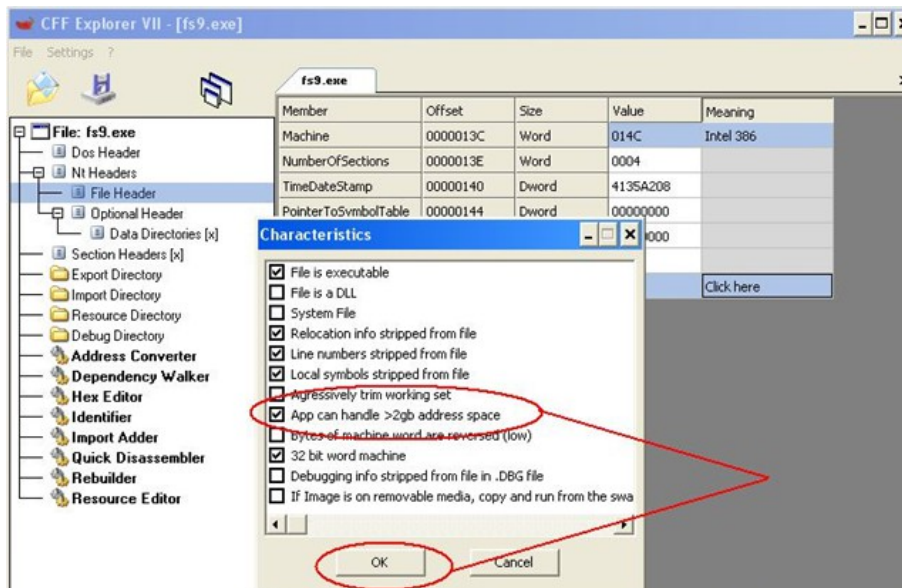 CFF Explorer VII - [fs9.exe]
File Settings ?
fs9.exe
Member Offset Size Value Meaning
Machine 0000013C Word 014C Intel 386
NumberOfSections 0000013E Word 0004
TimeDateStamp 00000140 Dword 4135A208
PointerToSymbolTable 00000144 Dword 00000000
0000
Click here
File: fs9.exe
Dos Header
Nt Headers
File Header
Optional Header
Data Directories [x]
Section Headers [x]
Export Directory
Import Directory
Resource Directory
Debug Directory
Address Converter
Dependency Walker
Hex Editor
Identifier
Import Adder
Quick Disassembler
Rebuilder
Resource Editor
Characteristics
File is executable
File is a DLL
System File
Relocation info stripped from file
Line numbers stripped from file
Local symbols stripped from file
Agressively trim working set
App can handle >2gb address space
Bytes of machine word are reversed (low)
32 bit word machine
Debugging info stripped from file in .DBG file
If Image is on removable media, copy and run from the swa
OK Cancel